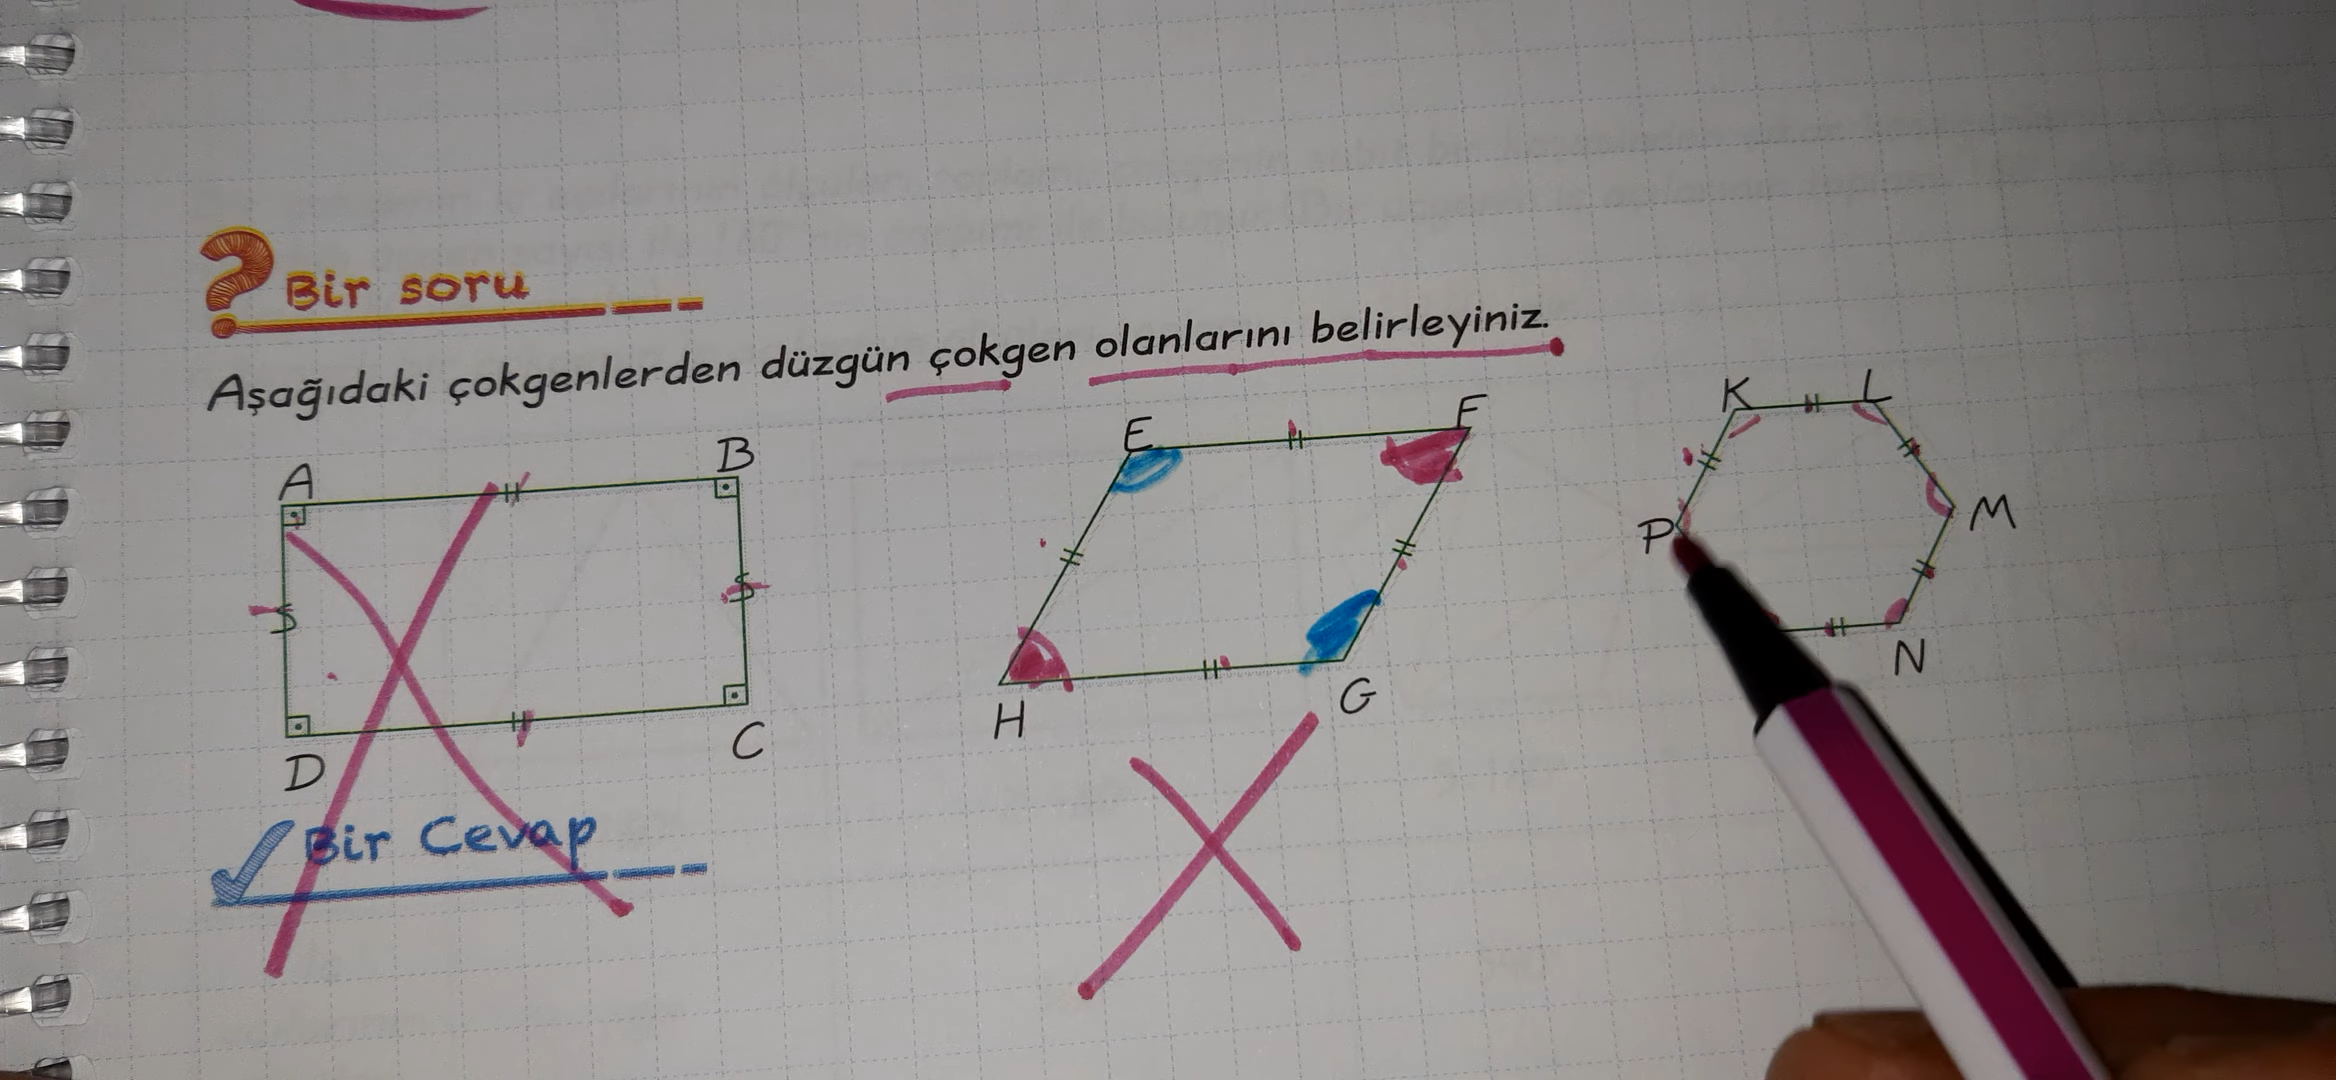 Bir soru
Aşağıdaki çokgenlerden düzgün çokgen olanlarını belirleyiniz.
A B
D C
E F
H G
K L
P M
N
Bir Cevap